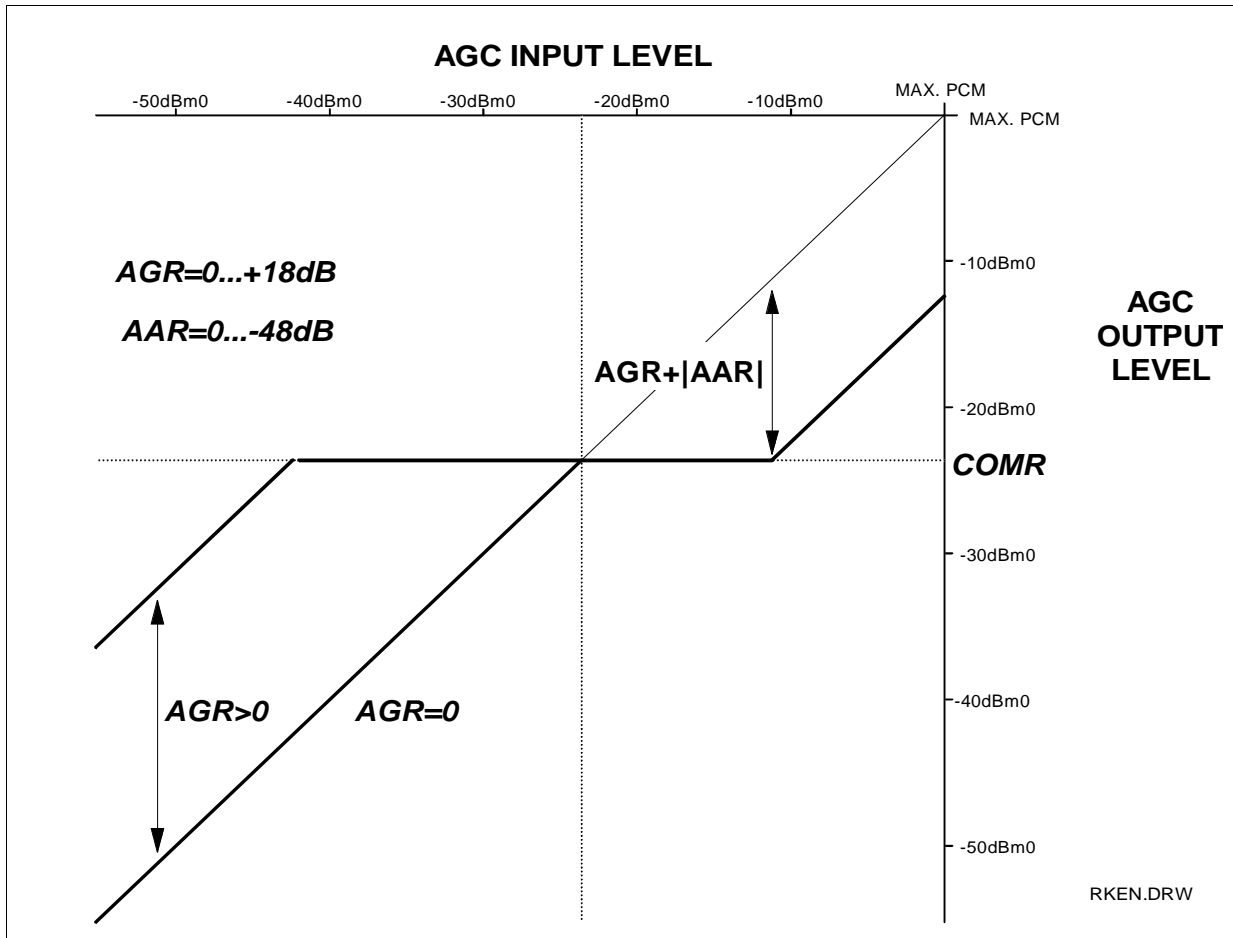 AGC INPUT LEVEL
MAX. PCM
-50dBm0 -40dBm0 -30dBm0 -20dBm0 -10dBm0
MAX. PCM
AGR=0...+18dB
AAR=0...-48dB
-10dBm0
AGC
OUTPUT
LEVEL
AGR+|AAR|
-20dBm0
COMR
-30dBm0
AGR>0
AGR=0
-40dBm0
-50dBm0
RKEN.DRW